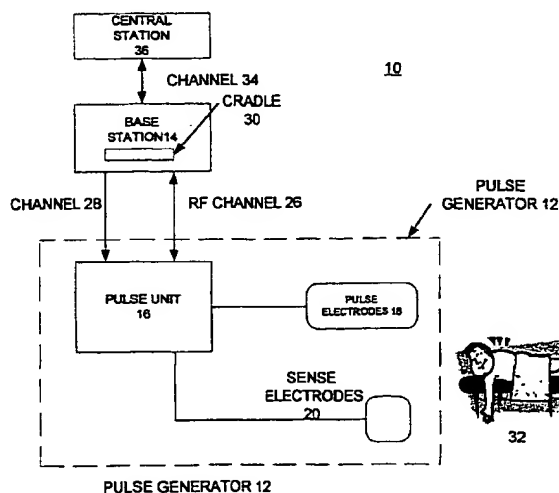 CENTRAL
STATION
36
10
CHANNEL 34
CRADLE
30
BASE
STATION14
CHANNEL 28
RF CHANNEL 26
PULSE
GENERATOR 12
PULSE UNIT
16
PULSE
ELECTRODES 18
SENSE
ELECTRODES
20
32
PULSE GENERATOR 12